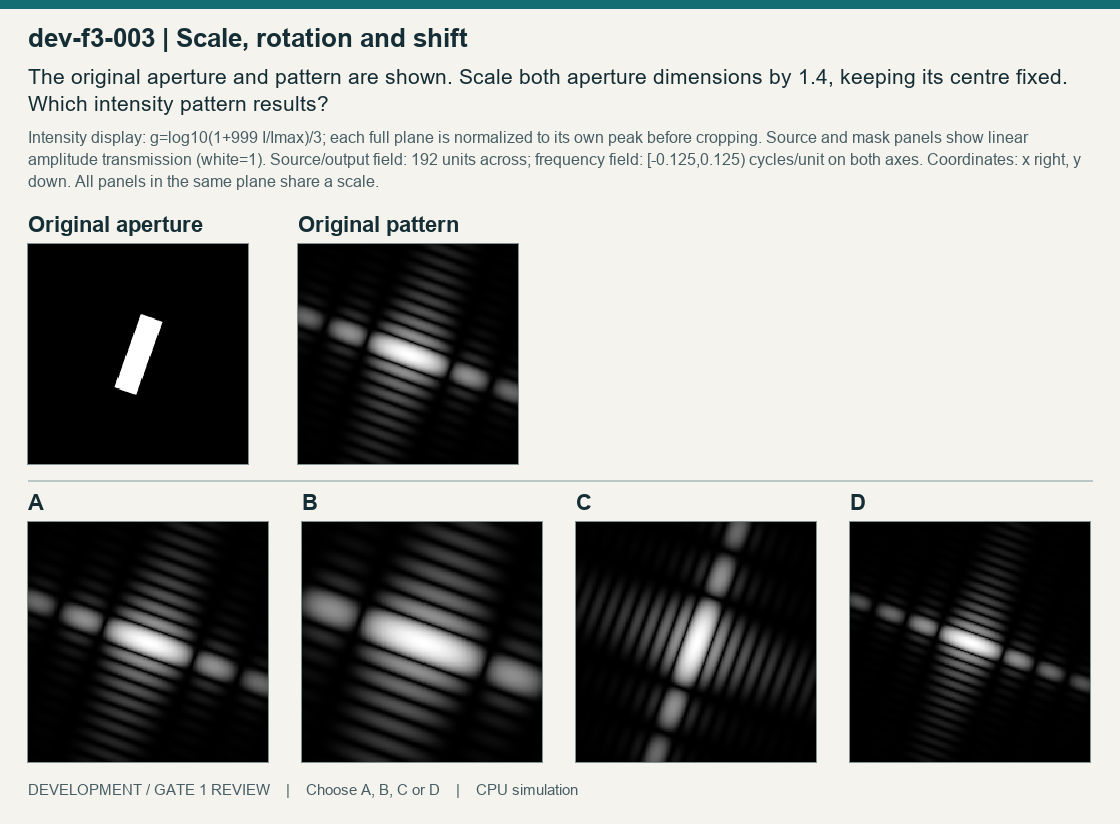 dev-f3-003 | Scale, rotation and shift
The original aperture and pattern are shown. Scale both aperture dimensions by 1.4, keeping its centre fixed.
Which intensity pattern results?
Intensity display: g=log10(1+999 I/Imax)/3; each full plane is normalized to its own peak before cropping. Source and mask panels show linear
amplitude transmission (white=1). Source/output field: 192 units across; frequency field: [-0.125,0.125) cycles/unit on both axes. Coordinates: x right, y
down. All panels in the same plane share a scale.
Original aperture
Original pattern
A
B
C
D
DEVELOPMENT / GATE 1 REVIEW | Choose A, B, C or D | CPU simulation